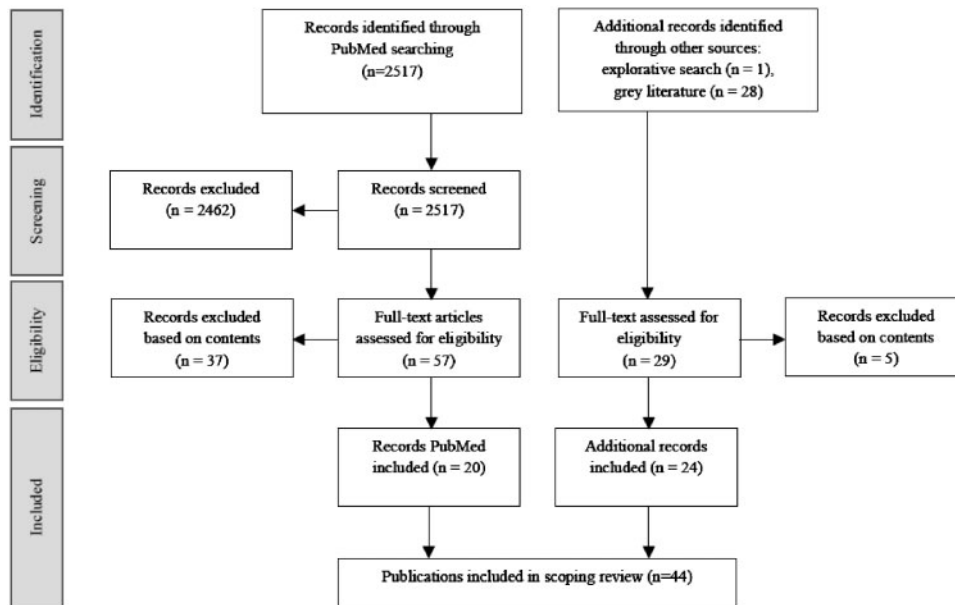 Identification
Records identified through
PubMed searching
(n=2517)
Additional records identified
through other sources:
explorative search (n = 1),
grey literature (n = 28)
Screening
Records excluded
(n = 2462)
Records screened
(n = 2517)
Eligibility
Records excluded
based on contents
(n = 37)
Full-text articles
assessed for eligibility
(n = 57)
Full-text assessed for
eligibility
(n = 29)
Records excluded
based on contents
(n = 5)
Included
Records PubMed
included (n = 20)
Additional records
included (n = 24)
Publications included in scoping review (n=44)